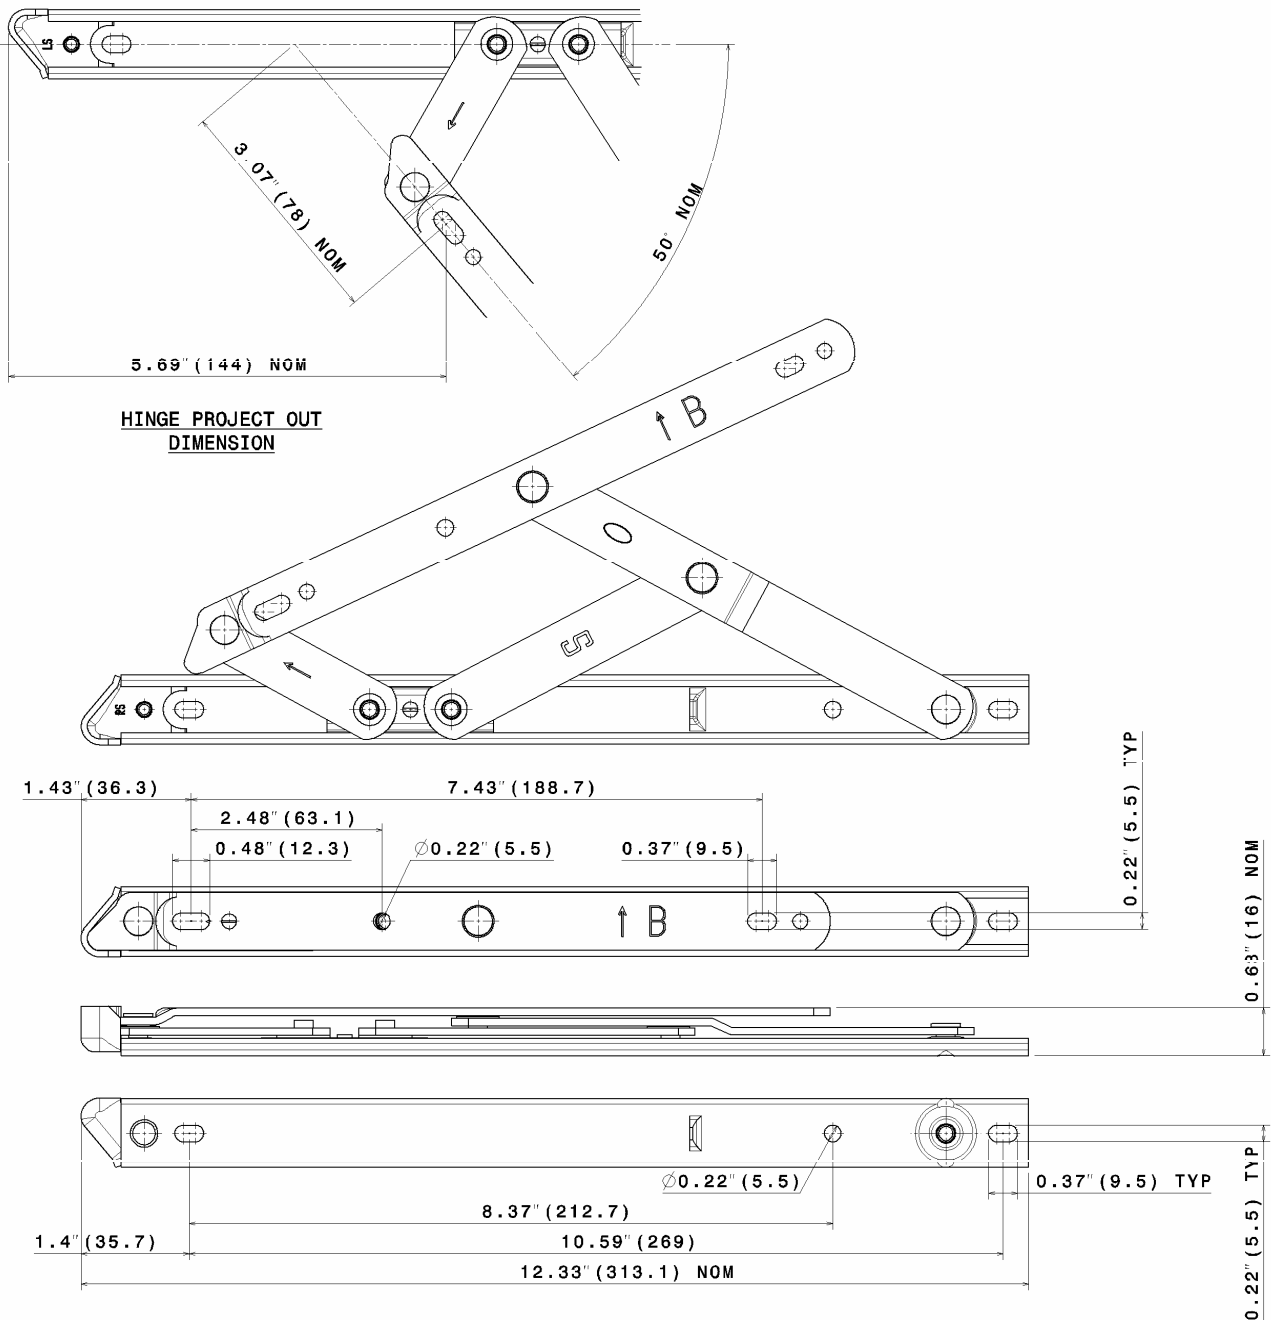 LS
3.07"(78) NOM
50° NOM
5.69"(144) NOM
HINGE PROJECT OUT
DIMENSION
B
S
RS
1.43"(36.3)
7.43"(188.7)
2.48"(63.1)
0.48"(12.3)
Ø0.22"(5.5)
0.37"(9.5)
0.22"(5.5) TYP
B
0.63"(16) NOM
Ø0.22"(5.5)
0.37"(9.5) TYP
8.37"(212.7)
1.4"(35.7)
10.59"(269)
12.33"(313.1) NOM
0.22"(5.5) TYP